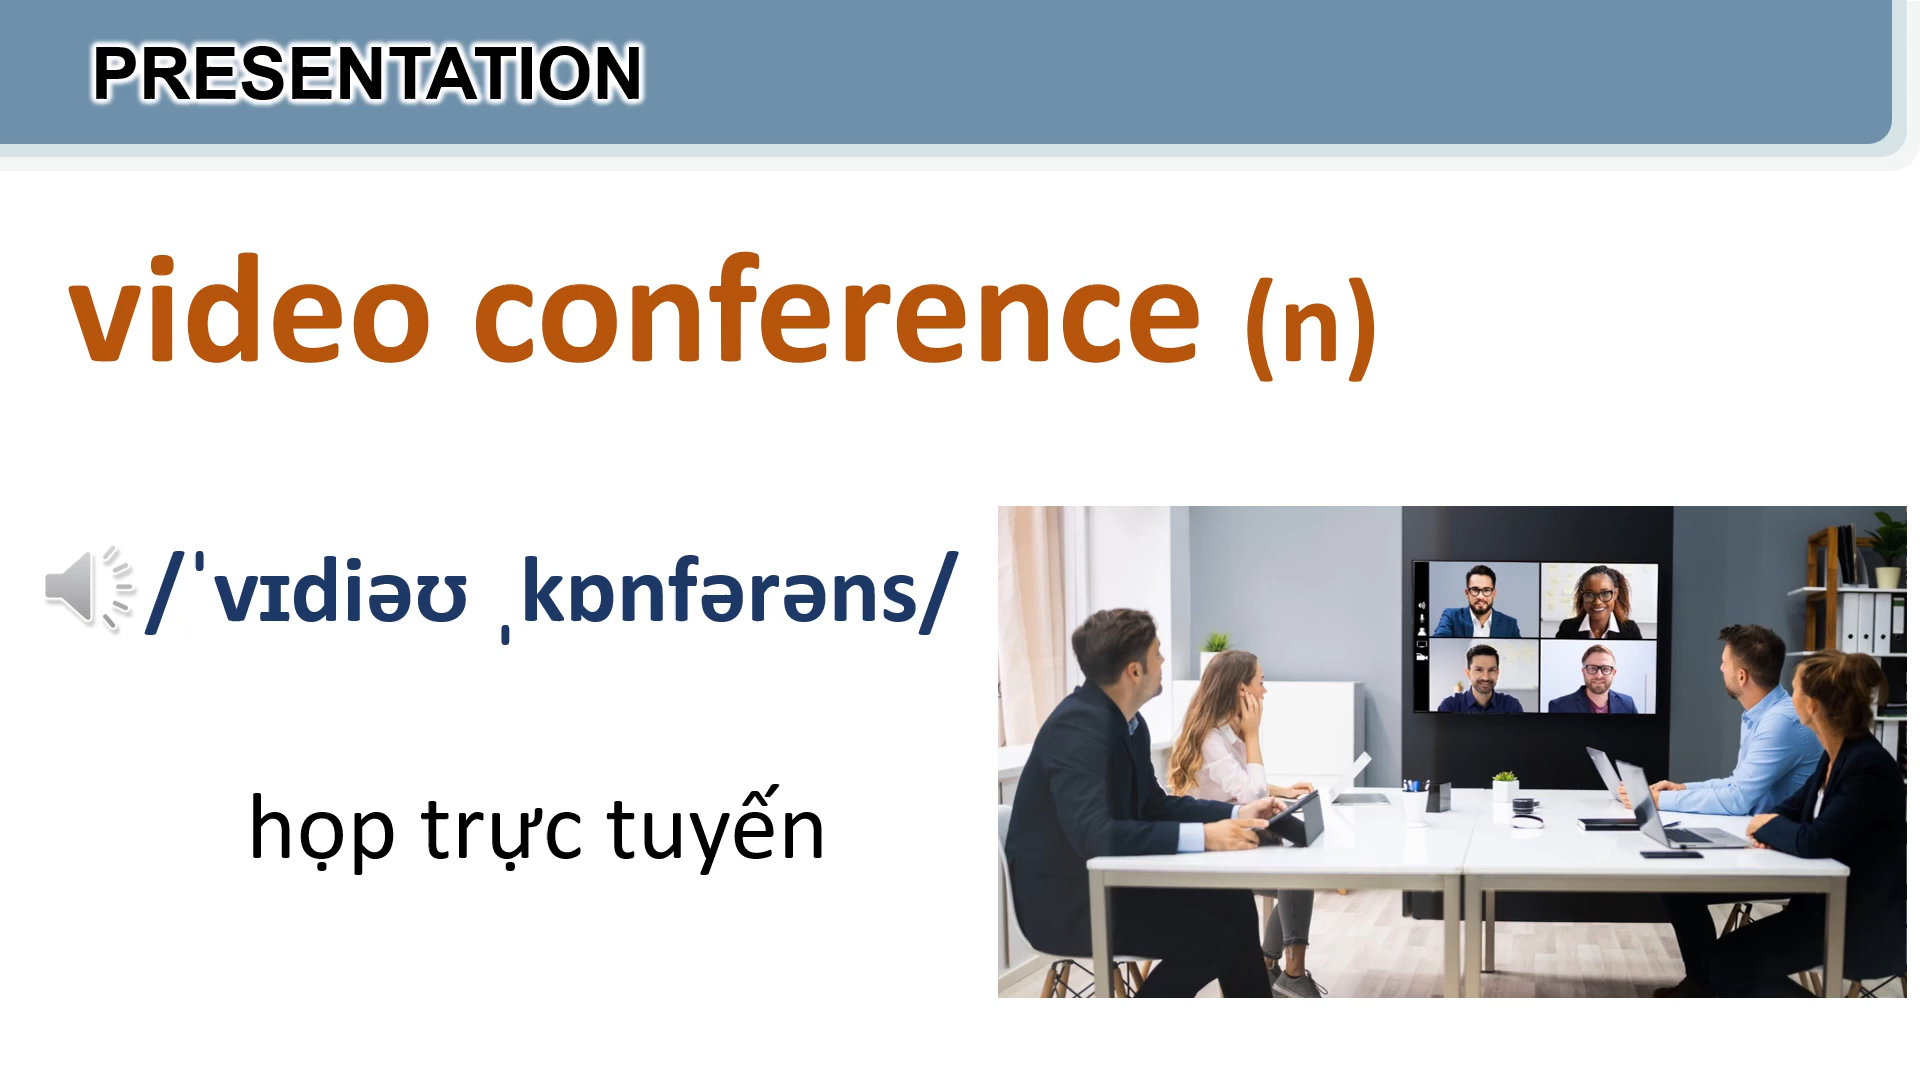 PRESENTATION
video conference (n)
/ˈvɪdiəʊ ˌkɒnfərəns/
họp trực tuyến